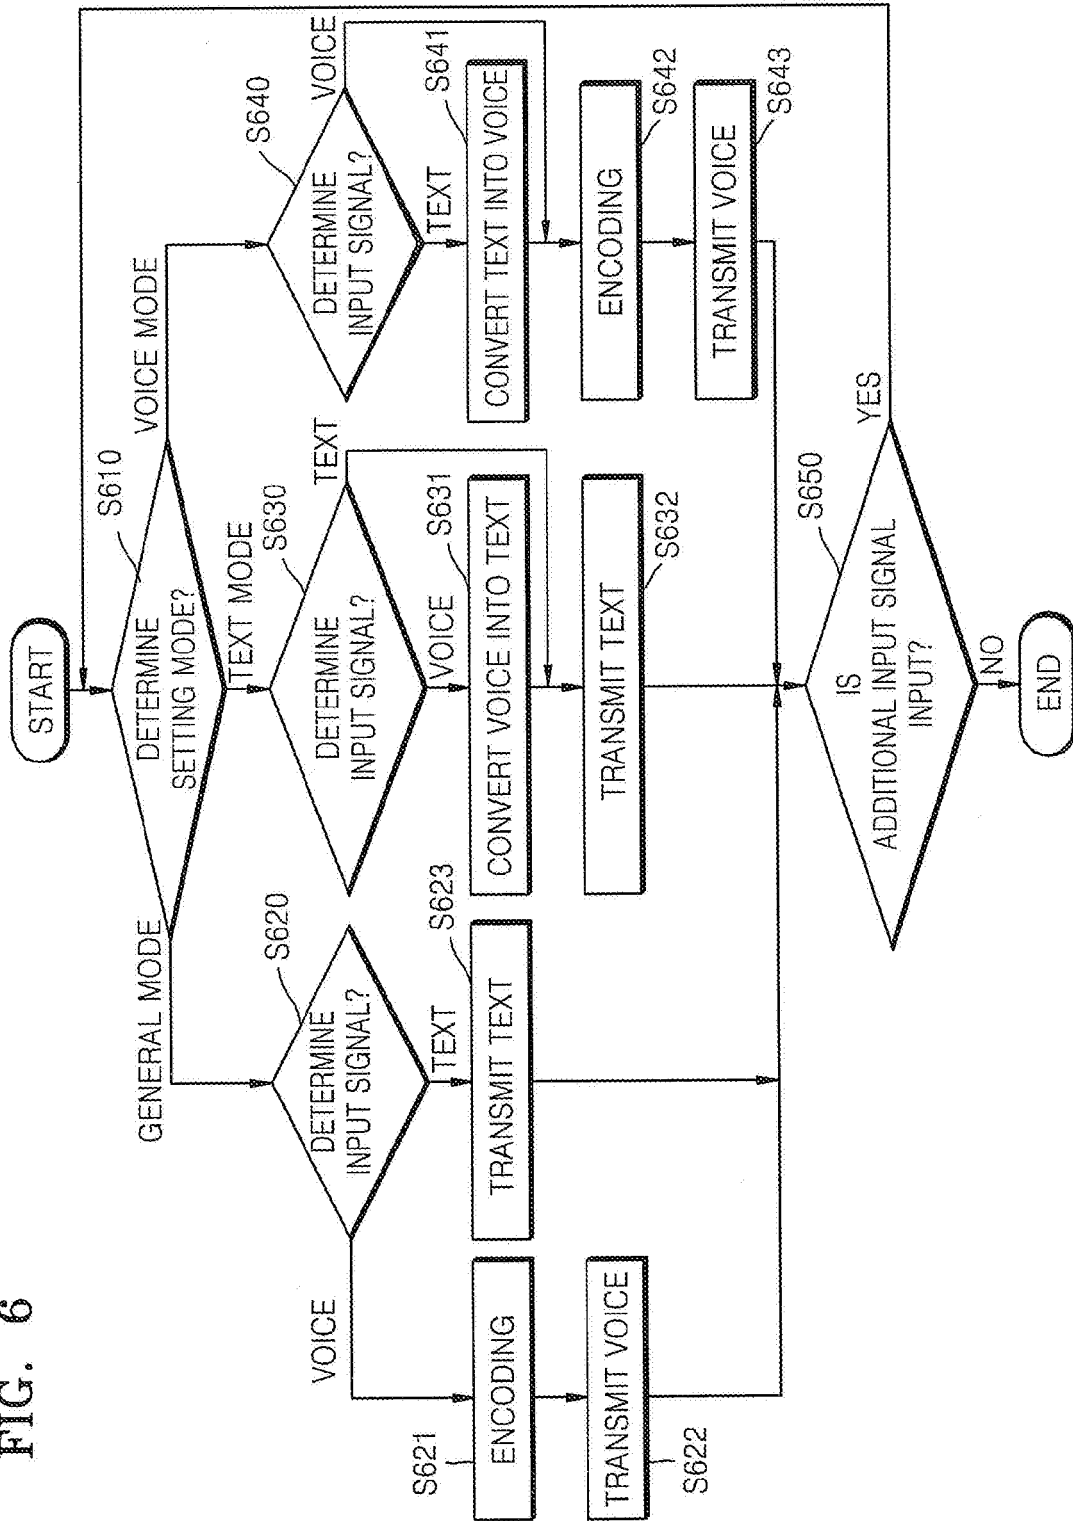 FIG. 6
START
DETERMINE
SETTING MODE?
S610
GENERAL MODE
TEXT MODE
VOICE MODE
DETERMINE
INPUT SIGNAL?
S620
VOICE
TEXT
ENCODING
S621
TRANSMIT VOICE
S622
TRANSMIT TEXT
S623
DETERMINE
INPUT SIGNAL?
S630
TEXT
VOICE
CONVERT VOICE INTO TEXT
S631
TRANSMIT TEXT
S632
DETERMINE
INPUT SIGNAL?
S640
VOICE
TEXT
CONVERT TEXT INTO VOICE
S641
ENCODING
S642
TRANSMIT VOICE
S643
IS
ADDITIONAL INPUT SIGNAL
INPUT?
S650
YES
NO
END